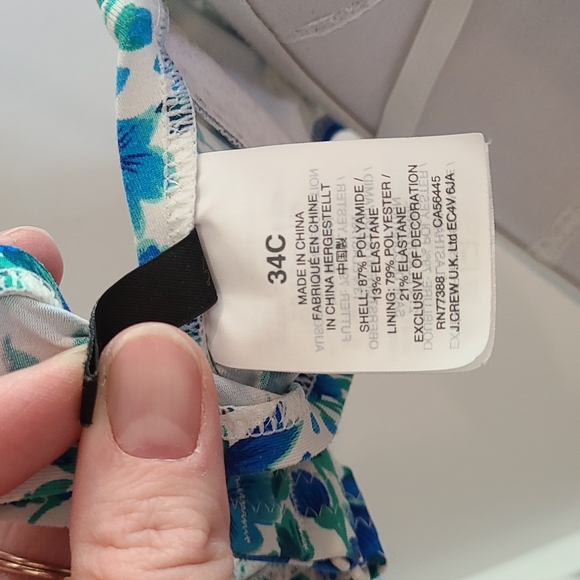 34C
MADE IN CHINA
FABRIQUÉ EN CHINE
IN CHINA HERGESTELLT
中国製
SHELL: 87% POLYAMIDE /
13% ELASTANE
LINING: 79% POLYESTER /
21% ELASTANE
EXCLUSIVE OF DECORATION
RN77388 CA56445
J.CREW U.K. Ltd EC4V 6JA